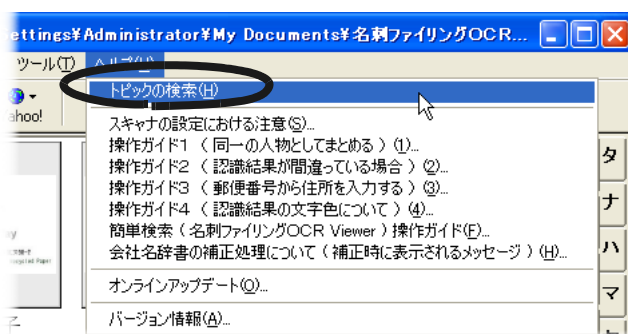 ettings¥Administrator¥My Documents¥名刺ファイリングOCR...
ツール(T) ヘルプ(H)
ahoo!
トピックの検索(H)
スキャナの設定における注意(S)...
操作ガイド1 （ 同一の人物としてまとめる ）(1)...
操作ガイド2 （ 認識結果が間違っている場合 ）(2)...
操作ガイド3 （ 郵便番号から住所を入力する ）(3)...
操作ガイド4 （ 認識結果の文字色について ）(4)...
簡単検索（ 名刺ファイリングOCR Viewer ）操作ガイド(F)...
会社名辞書の補正処理について（ 補正時に表示されるメッセージ ）(H)...
オンラインアップデート(O)...
バージョン情報(A)...
タ
ナ
ハ
マ